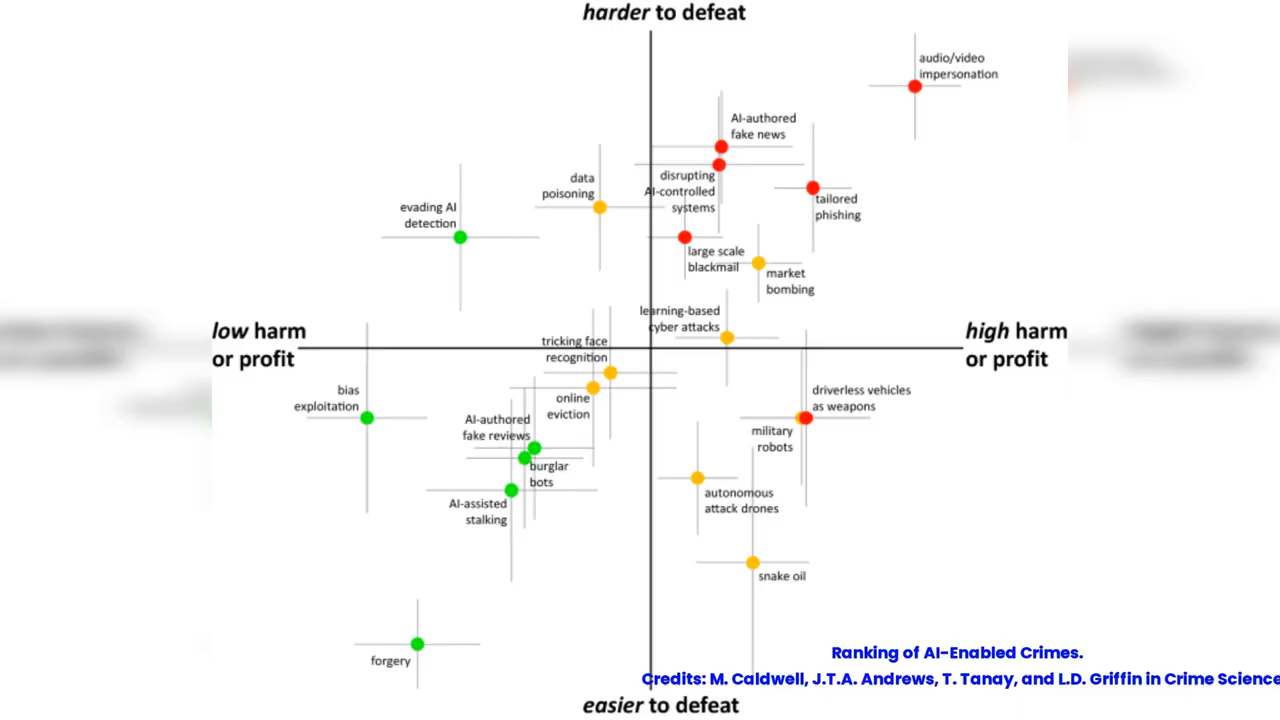 harder to defeat
audio/video
impersonation
AI-authored
fake news
disrupting
AI-controlled
systems
data
poisoning
tailored
phishing
evading AI
detection
large scale
blackmail
market
bombing
learning-based
cyber attacks
low harm
or profit
high harm
or profit
tricking face
recognition
bias
exploitation
online
eviction
driverless vehicles
as weapons
military
robots
AI-authored
fake reviews
burglar
bots
AI-assisted
stalking
autonomous
attack drones
snake oil
forgery
Ranking of AI-Enabled Crimes.
Credits: M. Caldwell, J.T.A. Andrews, T. Tanay, and L.D. Griffin in Crime Science
easier to defeat